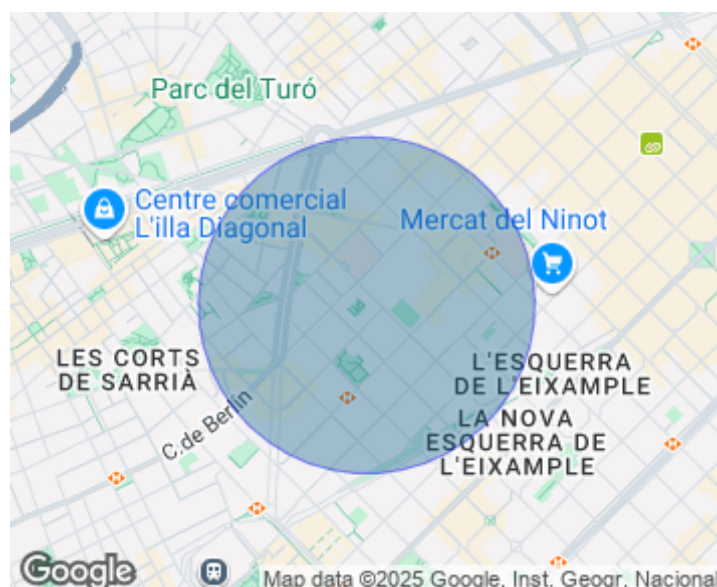 Parc del Turó
Centre comercial
L'illa Diagonal
Mercat del Ninot
LES CORTS
DE SARRIÀ
L'ESQUERRA
DE L'EIXAMPLE
LA NOVA
ESQUERRA DE
L'EIXAMPLE
C.de Berlín
Google
Map data ©2025 Google, Inst. Geogr. Nacional